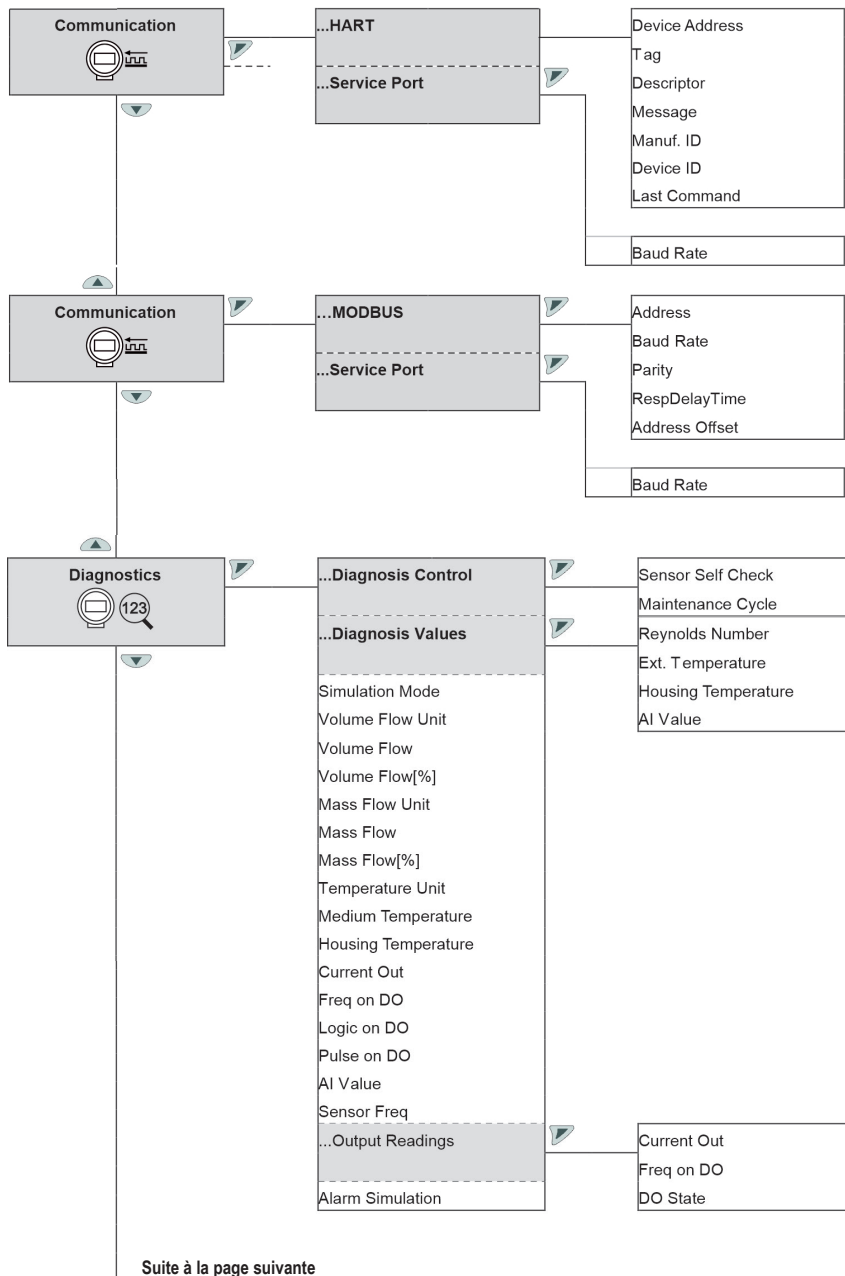 Communication
...HART
...Service Port
Device Address
Tag
Descriptor
Message
Manuf. ID
Device ID
Last Command
Baud Rate
Communication
...MODBUS
...Service Port
Address
Baud Rate
Parity
RespDelayTime
Address Offset
Baud Rate
Diagnostics
123
...Diagnosis Control
Sensor Self Check
Maintenance Cycle
...Diagnosis Values
Reynolds Number
Ext. Temperature
Housing Temperature
AI Value
Simulation Mode
Volume Flow Unit
Volume Flow
Volume Flow[%]
Mass Flow Unit
Mass Flow
Mass Flow[%]
Temperature Unit
Medium Temperature
Housing Temperature
Current Out
Freq on DO
Logic on DO
Pulse on DO
AI Value
Sensor Freq
...Output Readings
Current Out
Freq on DO
DO State
Alarm Simulation
Suite à la page suivante